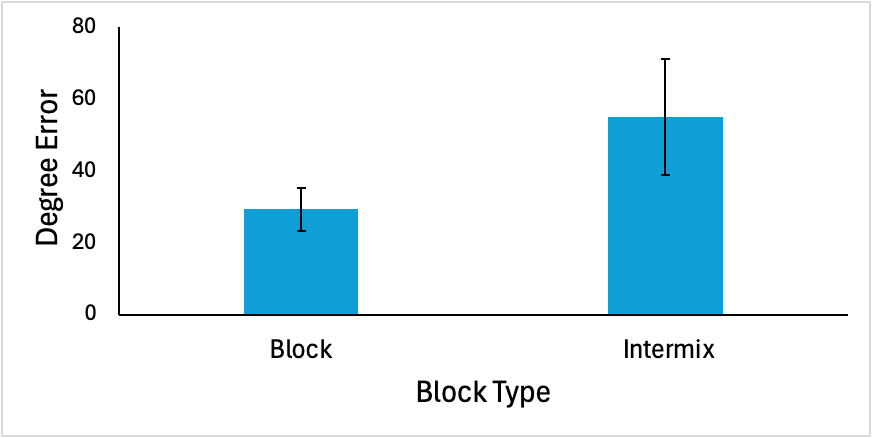 80
60
40
20
0
Degree Error
Block
Intermix
Block Type